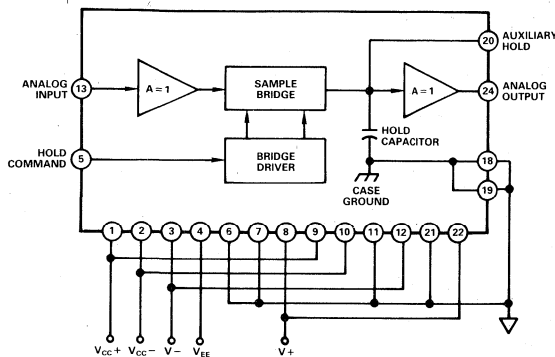 20
AUXILIARY
HOLD
ANALOG
INPUT
13
A = 1
SAMPLE
BRIDGE
A = 1
24
ANALOG
OUTPUT
HOLD
CAPACITOR
HOLD
COMMAND
5
BRIDGE
DRIVER
CASE
GROUND
18
19
1 2 3 4 6 7 8 9 10 11 12 21 22
VCC+ VCC− V− VEE V+